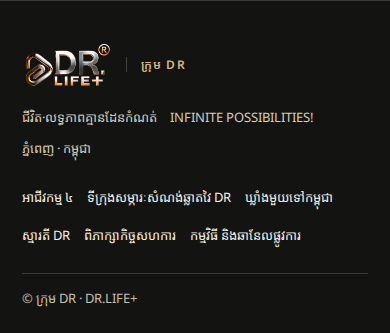 DR.®
LIFE+
ក្រុម DR
ជីវិត·លទ្ធភាពគ្មានដែនកំណត់ INFINITE POSSIBILITIES!
ភ្នំពេញ · កម្ពុជា
អាជីវកម្ម ៤ ទីក្រុងសម្ភារៈសំណង់ឆ្លាតវៃ DR ឃ្លាំងមួយទៅកម្ពុជា
ស្មារតី DR ពិភាក្សាកិច្ចសហការ កម្មវិធី និងឆានែលផ្លូវការ
© ក្រុម DR · DR.LIFE+